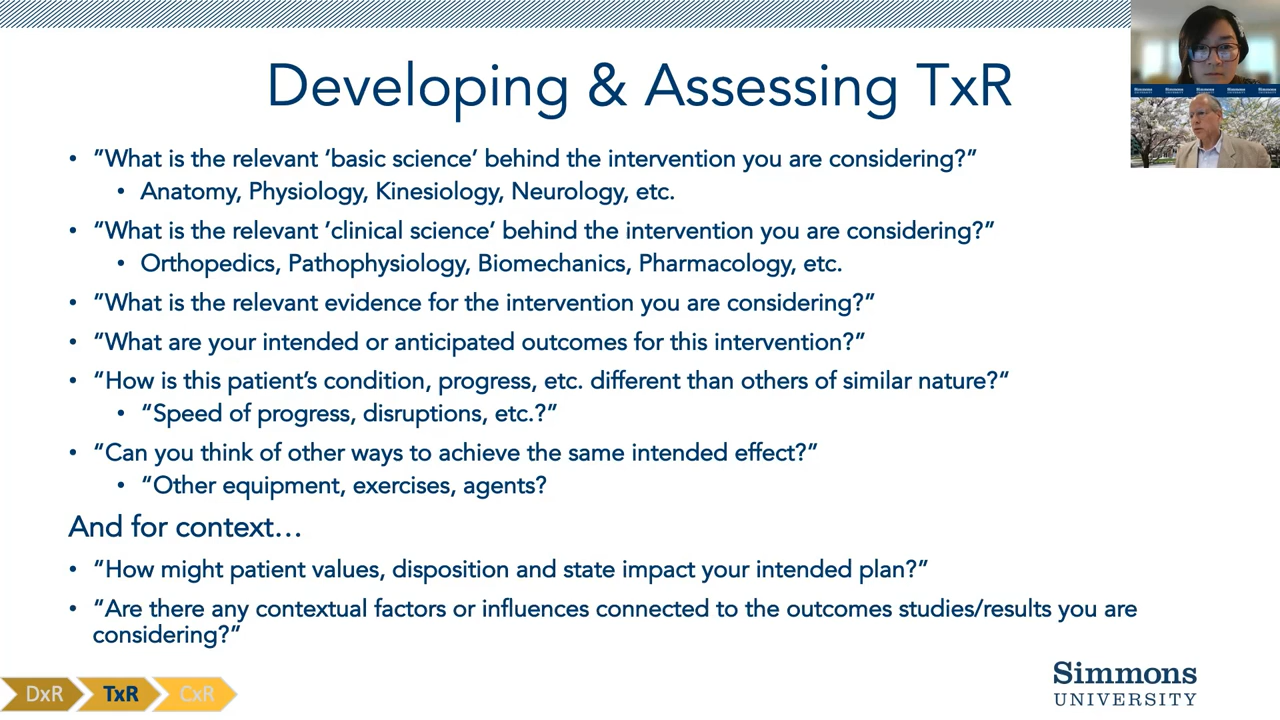 Developing & Assessing TxR
• ”What is the relevant ‘basic science’ behind the intervention you are considering?”
• Anatomy, Physiology, Kinesiology, Neurology, etc.
• “What is the relevant ’clinical science’ behind the intervention you are considering?”
• Orthopedics, Pathophysiology, Biomechanics, Pharmacology, etc.
• “What is the relevant evidence for the intervention you are considering?”
• “What are your intended or anticipated outcomes for this intervention?”
• “How is this patient’s condition, progress, etc. different than others of similar nature?“
• “Speed of progress, disruptions, etc.?”
• “Can you think of other ways to achieve the same intended effect?”
• “Other equipment, exercises, agents?
And for context…
• “How might patient values, disposition and state impact your intended plan?”
• “Are there any contextual factors or influences connected to the outcomes studies/results you are
considering?”
DxR TxR CxR
Simmons
UNIVERSITY